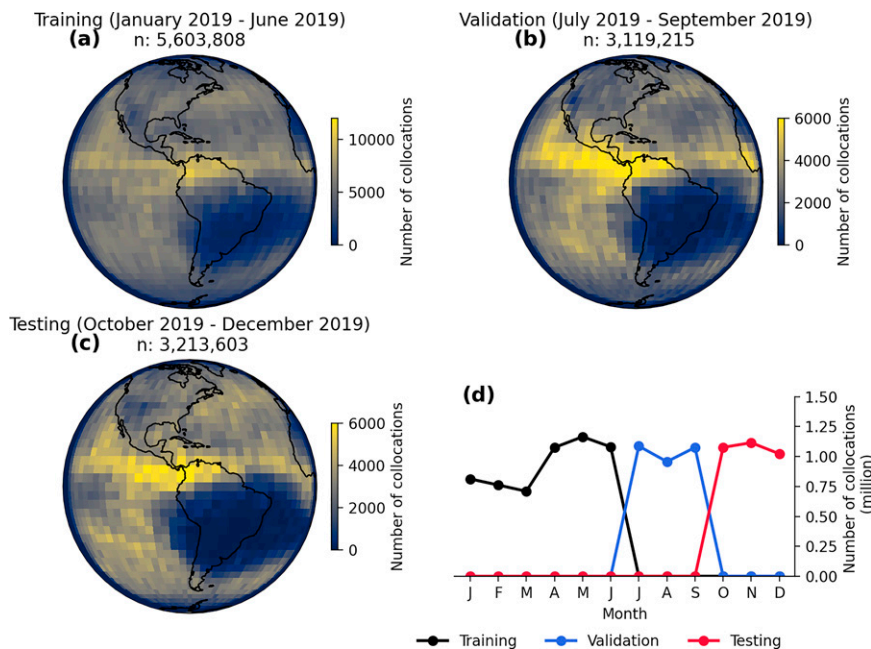 Training (January 2019 - June 2019)
(a)
n: 5,603,808
10000
5000
0
Number of collocations
Validation (July 2019 - September 2019)
(b)
n: 3,119,215
6000
4000
2000
0
Number of collocations
Testing (October 2019 - December 2019)
(c)
n: 3,213,603
6000
4000
2000
0
Number of collocations
(d)
1.50
1.25
1.00
0.75
0.50
0.25
0.00
Number of collocations
(million)
J F M A M J J A S O N D
Month
Training Validation Testing